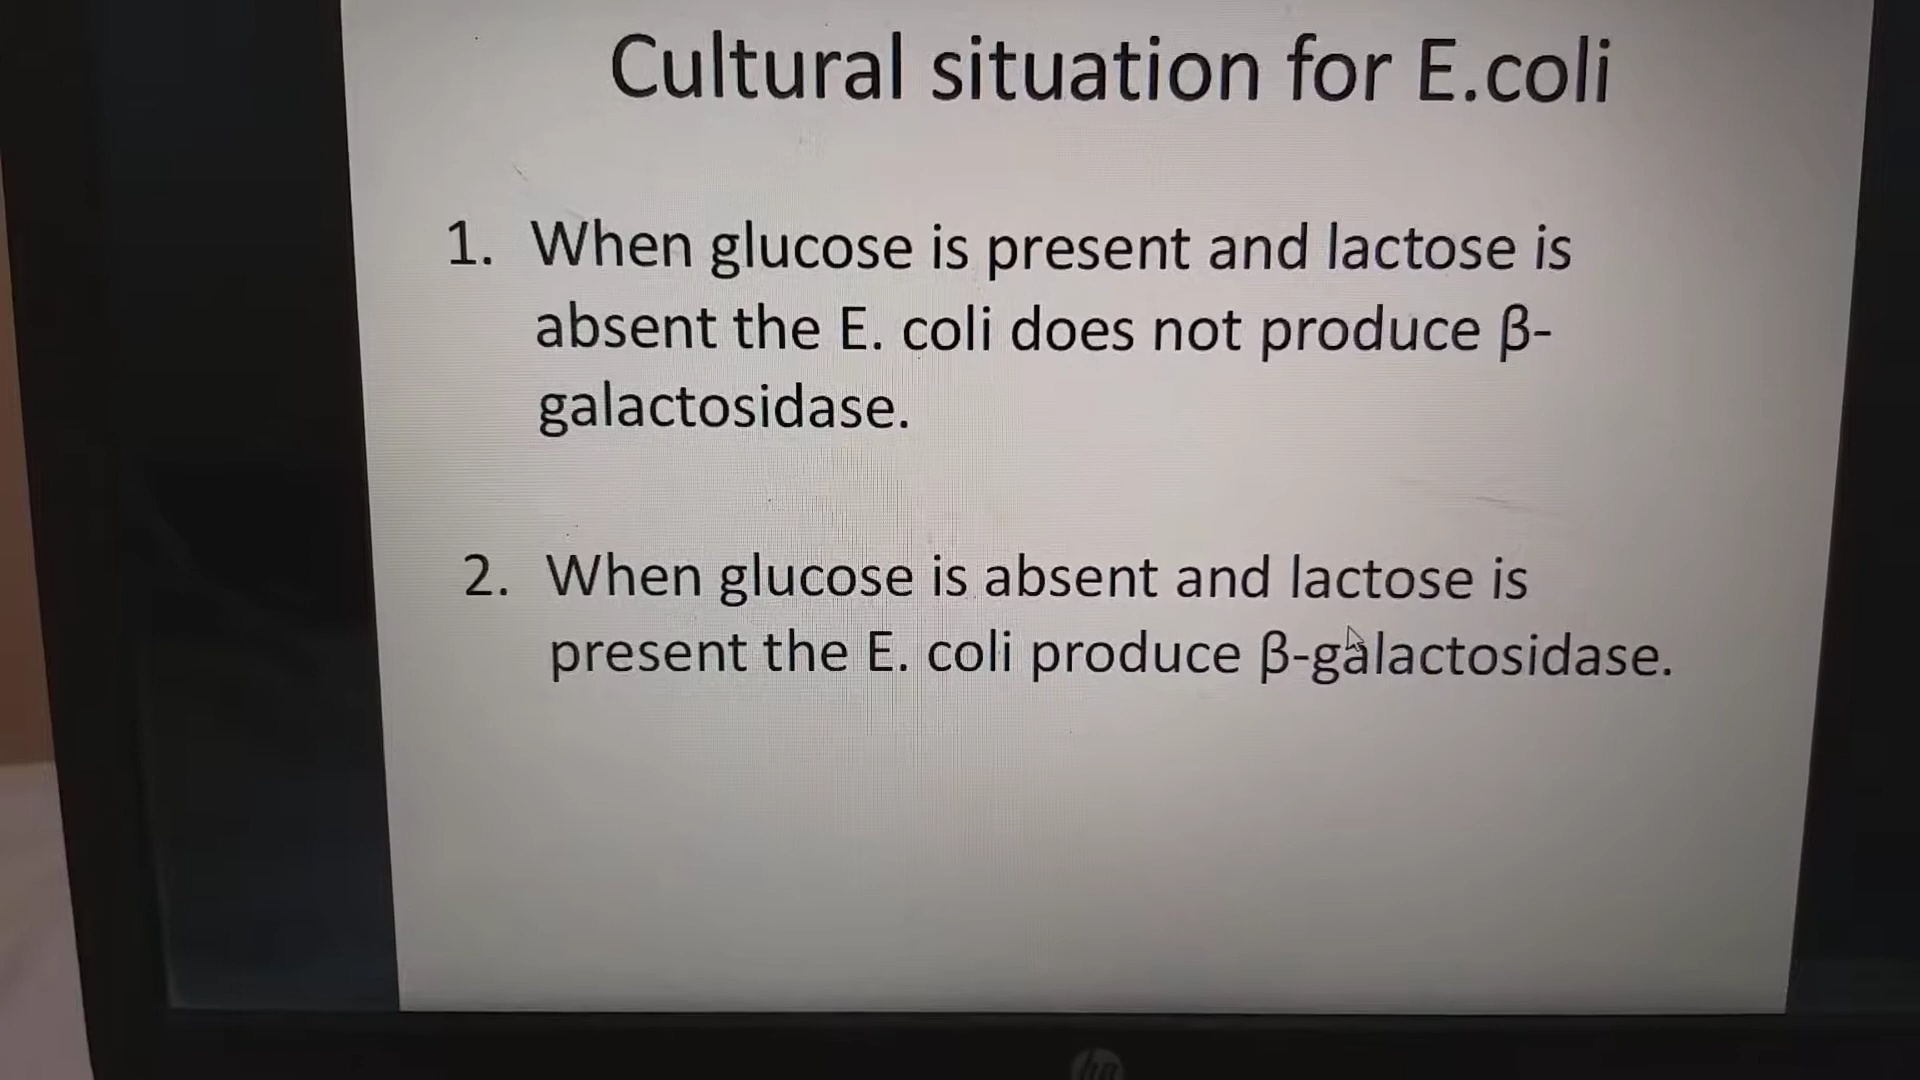 Cultural situation for E.coli
1. When glucose is present and lactose is
absent the E. coli does not produce β-
galactosidase.
2. When glucose is absent and lactose is
present the E. coli produce β-galactosidase.
hp